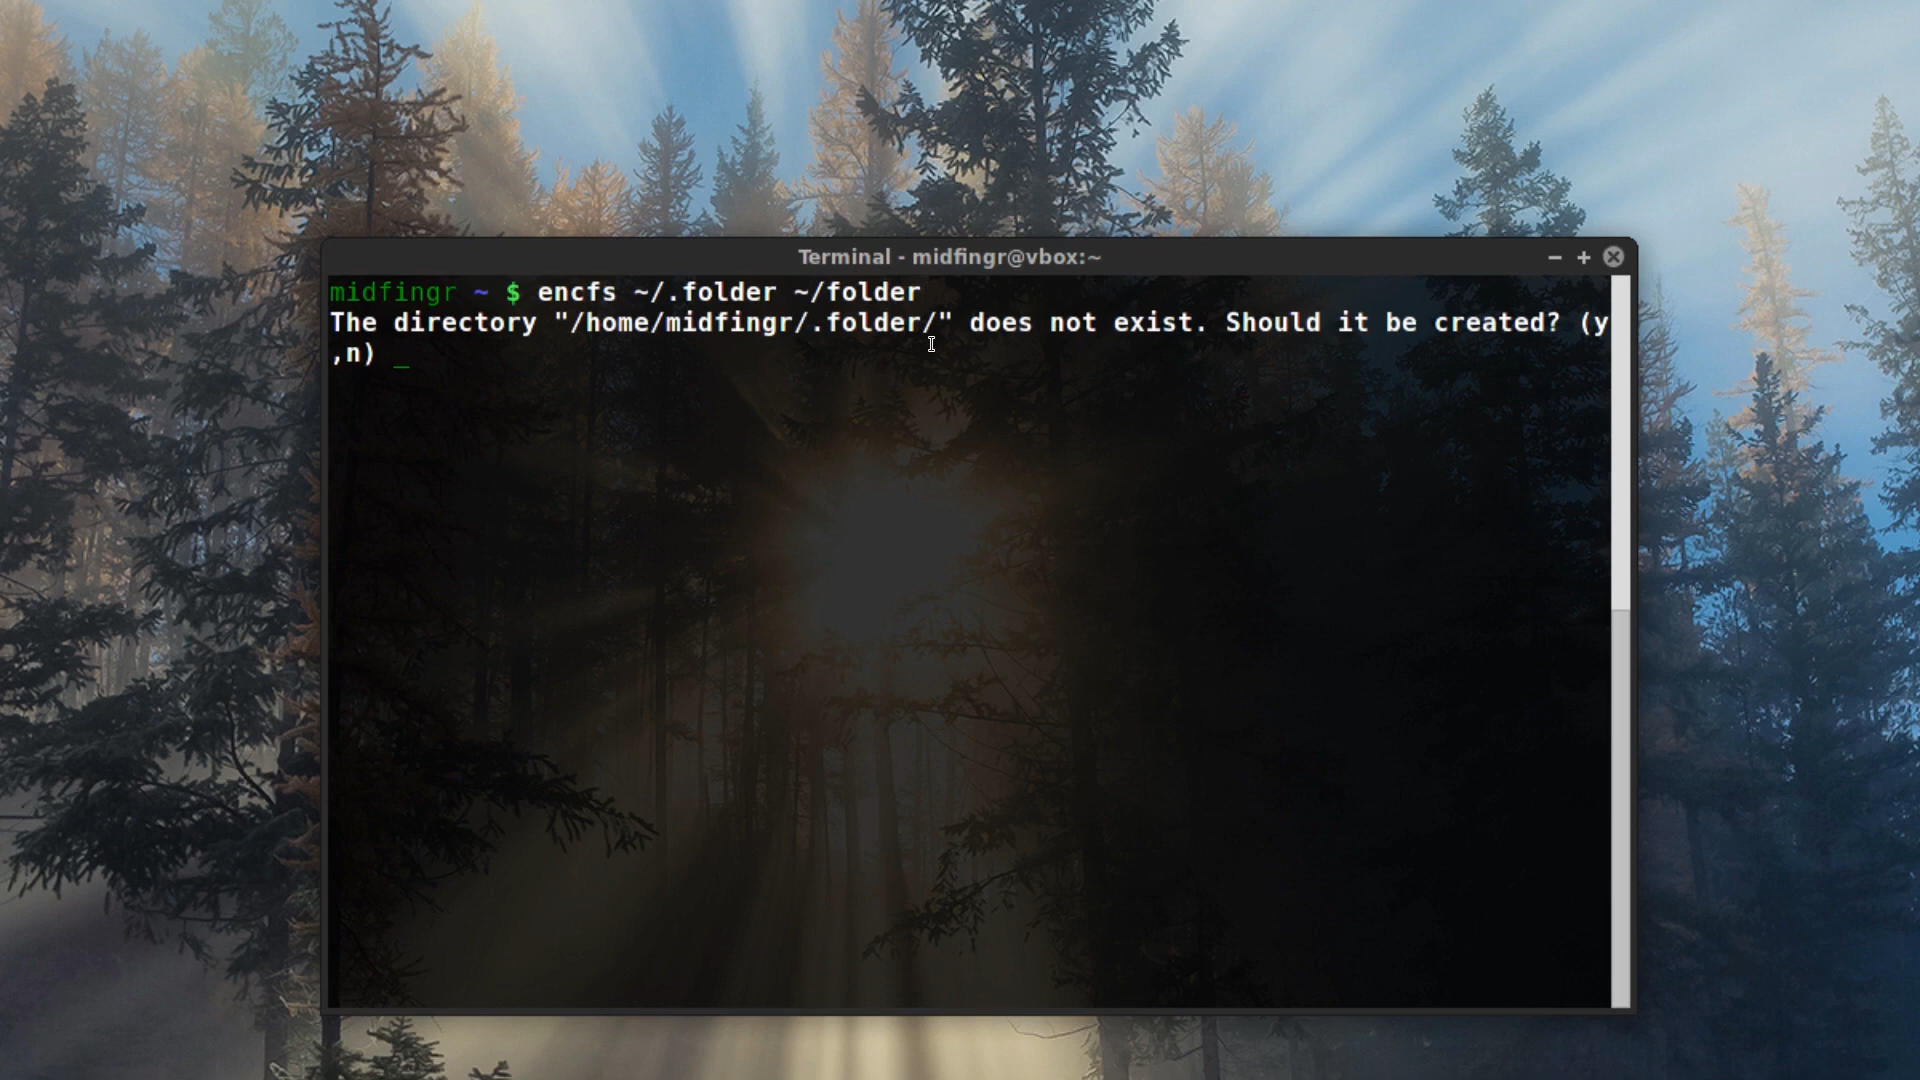 Terminal - midfingr@vbox:~
midfingr ~ $ encfs ~/.folder ~/folder
The directory "/home/midfingr/.folder/" does not exist. Should it be created? (y
,n) _